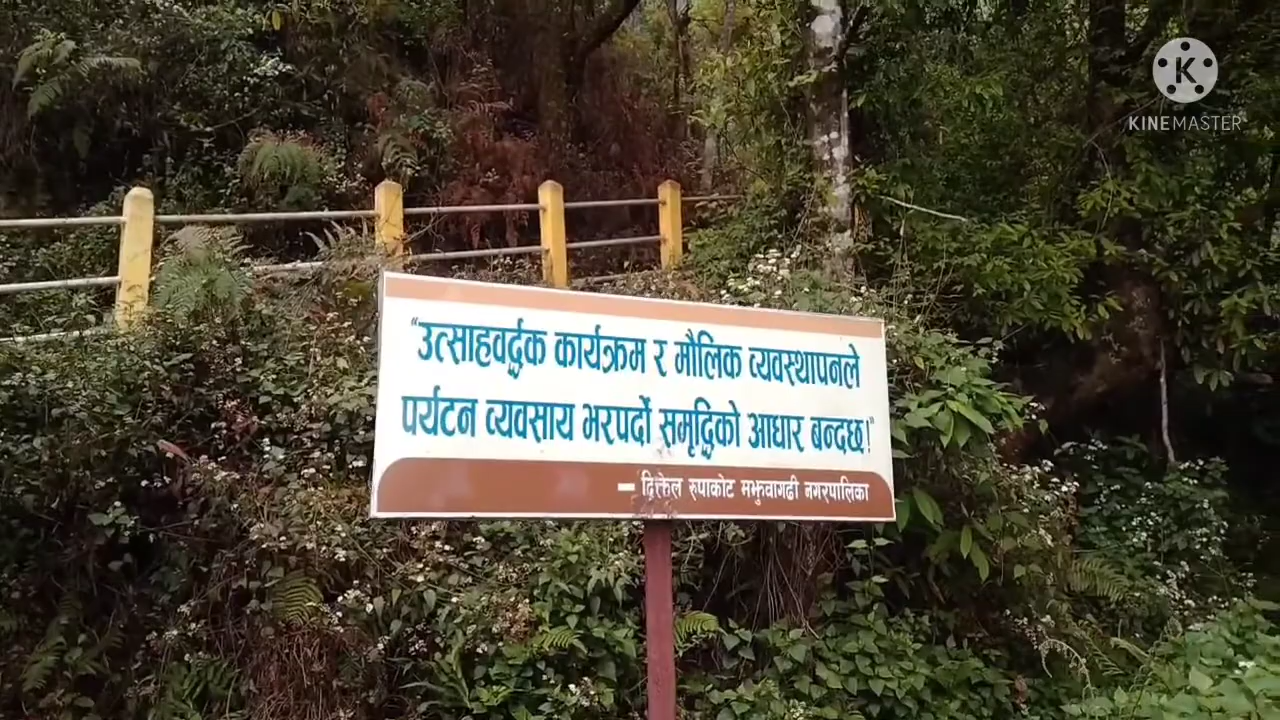 KINEMASTER
"उत्साहवर्द्धक कार्यक्रम र मौलिक व्यवस्थापनले
पर्यटन व्यवसाय भरपर्दो समृद्धिको आधार बन्दछ!"
– दिक्तेल रुपाकोट मझुवागढी नगरपालिका